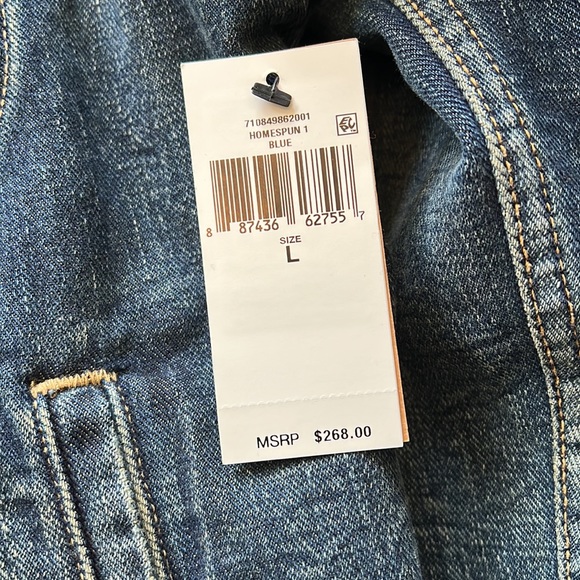 710849862001
HOMESPUN 1
BLUE
8 87436 62755 7
SIZE
L
MSRP $268.00